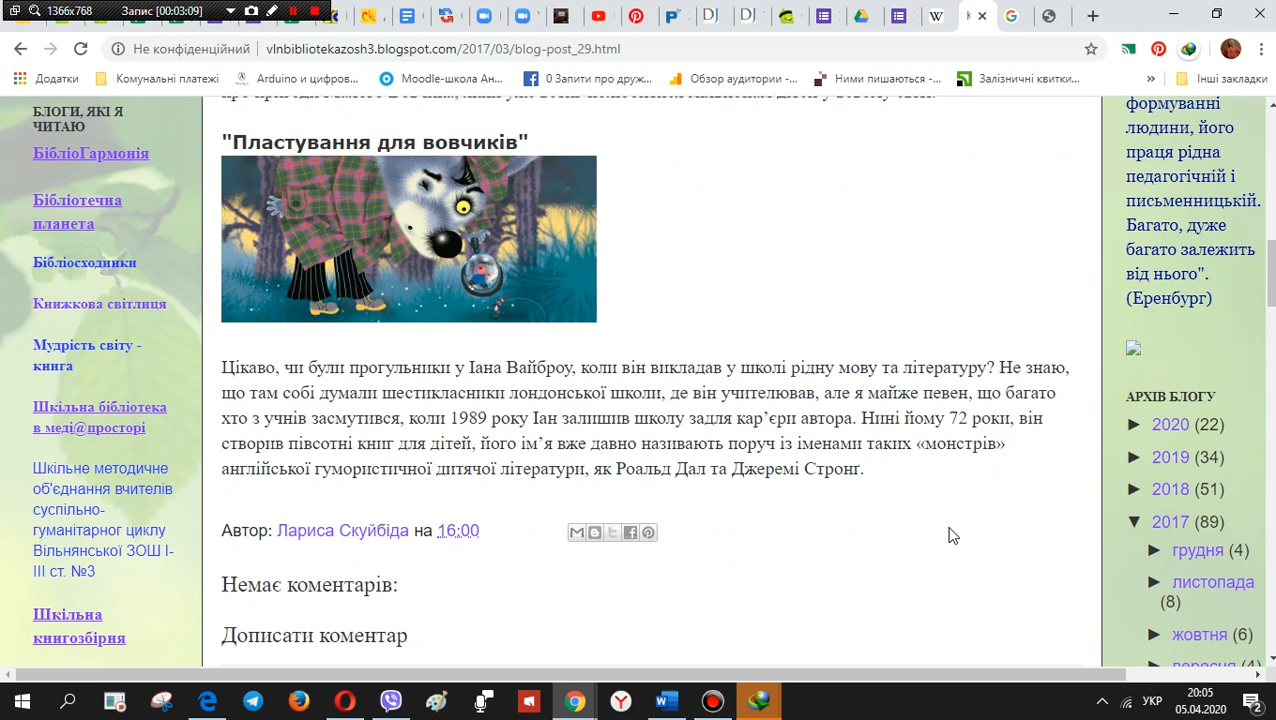 1366x768 Запис [00:03:09]
Не конфіденційний vlnbibliotekazosh3.blogspot.com/2017/03/blog-post_29.html
Додатки Комунальні платежі Arduino и цифров... Moodle-школа Ан... 0 Запити про друж... Обзор аудитории -... Ними пишаються -... Залізничні квитки... » Інші закладки
БЛОГИ, ЯКІ Я
ЧИТАЮ
БібліоГармонія
Бібліотечна
планета
Бібліосходинки
Книжкова світлиця
Мудрість світу -
книга
Шкільна бібліотека
в меді@просторі
Шкільне методичне
об'єднання вчителів
суспільно-
гуманітарног циклу
Вільнянської ЗОШ І-
ІІІ ст. №3
Шкільна
книгозбірня
"Пластування для вовчиків"
Цікаво, чи були прогульники у Іана Вайброу, коли він викладав у школі рідну мову та літературу? Не знаю,
що там собі думали шестикласники лондонської школи, де він учителював, але я майже певен, що багато
хто з учнів засмутився, коли 1989 року Іан залишив школу задля кар’єри автора. Нині йому 72 роки, він
створив півсотні книг для дітей, його ім’я вже давно називають поруч із іменами таких «монстрів»
англійської гумористичної дитячої літератури, як Роальд Дал та Джеремі Стронґ.
Автор: Лариса Скуйбіда на 16:00
Немає коментарів:
Дописати коментар
формуванні
людини, його
праця рідна
педагогічній і
письменницькій.
Багато, дуже
багато залежить
від нього".
(Еренбург)
АРХІВ БЛОГУ
► 2020 (22)
► 2019 (34)
► 2018 (51)
▼ 2017 (89)
► грудня (4)
► листопада
(8)
► жовтня (6)
► вересня (4)
УКР
20:05
05.04.2020
2